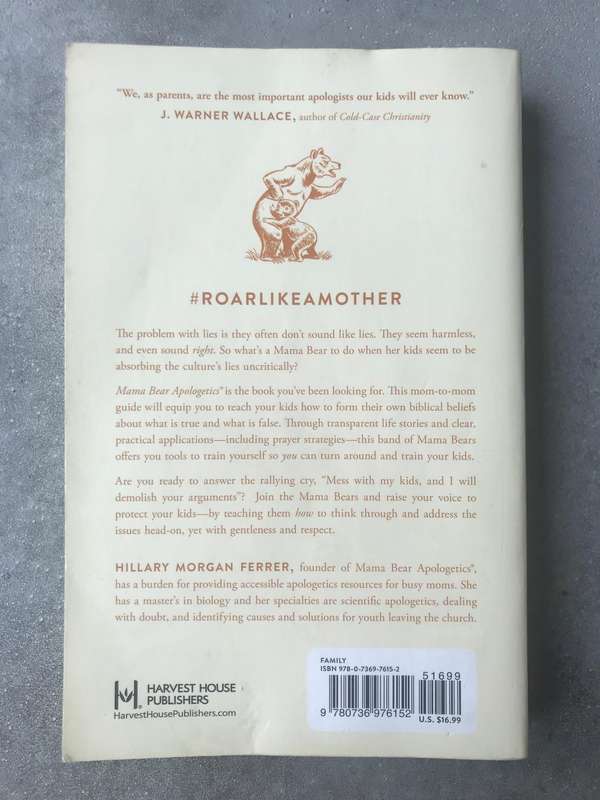 “We, as parents, are the most important apologists our kids will ever know.”
J. WARNER WALLACE, author of Cold-Case Christianity
#ROARLIKEAMOTHER
The problem with lies is they often don’t sound like lies. They seem harmless,
and even sound right. So what’s a Mama Bear to do when her kids seem to be
absorbing the culture’s lies uncritically?
Mama Bear Apologetics® is the book you’ve been looking for. This mom-to-mom
guide will equip you to teach your kids how to form their own biblical beliefs
about what is true and what is false. Through transparent life stories and clear,
practical applications—including prayer strategies—this band of Mama Bears
offers you tools to train yourself so you can turn around and train your kids.
Are you ready to answer the rallying cry, “Mess with my kids, and I will
demolish your arguments”? Join the Mama Bears and raise your voice to
protect your kids—by teaching them how to think through and address the
issues head-on, yet with gentleness and respect.
HILLARY MORGAN FERRER, founder of Mama Bear Apologetics®,
has a burden for providing accessible apologetics resources for busy moms. She
has a master’s in biology and her specialties are scientific apologetics, dealing
with doubt, and identifying causes and solutions for youth leaving the church.
HARVEST HOUSE
PUBLISHERS
HarvestHousePublishers.com
FAMILY
ISBN 978-0-7369-7615-2
51699
9 780736 976152
U.S. $16.99